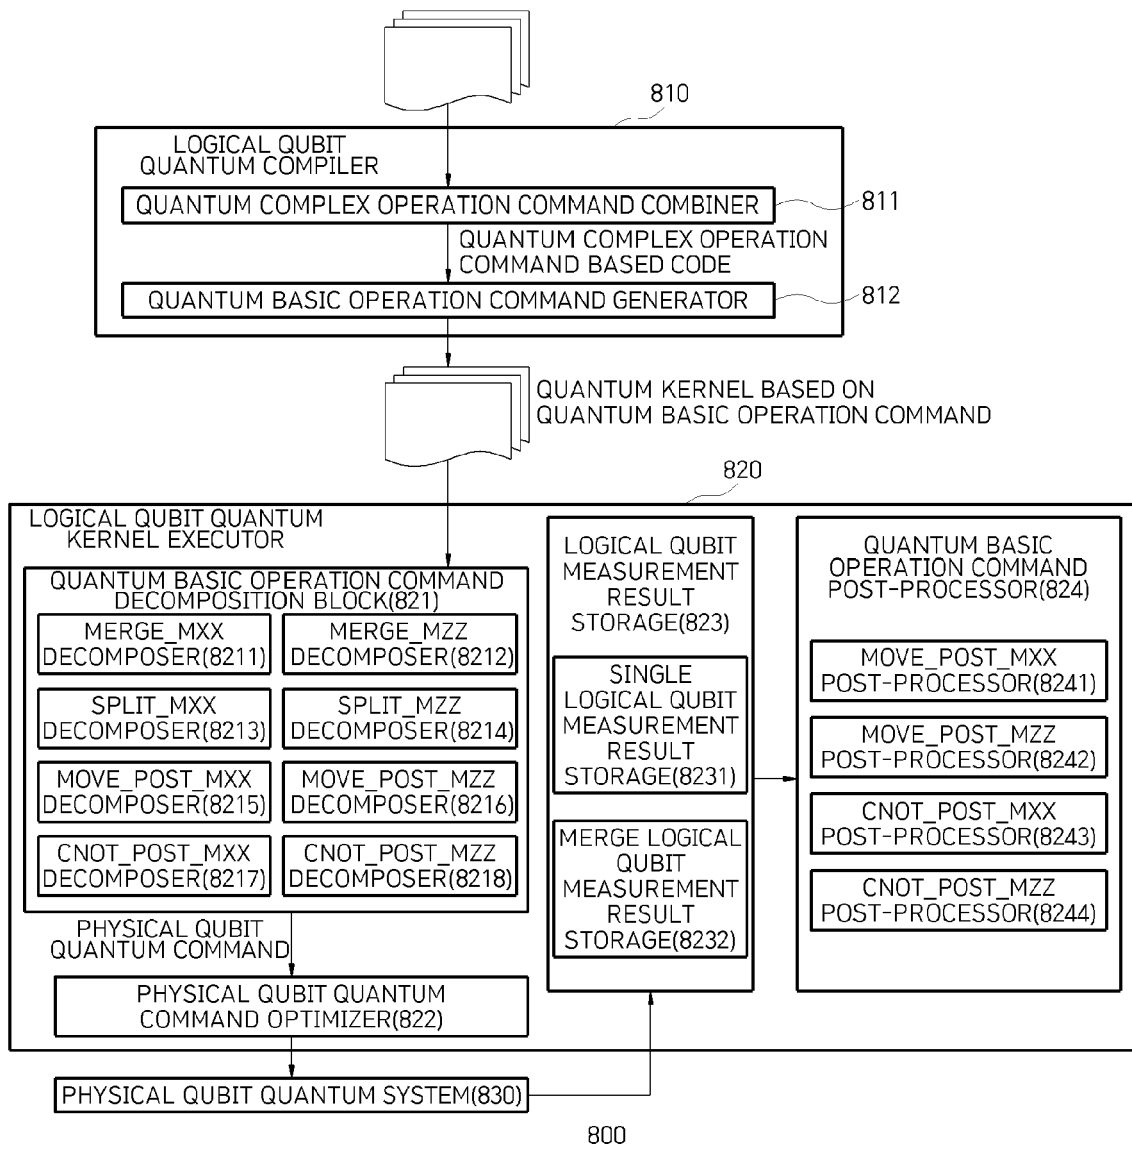 810
LOGICAL QUBIT
QUANTUM COMPILER
QUANTUM COMPLEX OPERATION COMMAND COMBINER
811
QUANTUM COMPLEX OPERATION
COMMAND BASED CODE
QUANTUM BASIC OPERATION COMMAND GENERATOR
812
QUANTUM KERNEL BASED ON
QUANTUM BASIC OPERATION COMMAND
820
LOGICAL QUBIT QUANTUM
KERNEL EXECUTOR
QUANTUM BASIC OPERATION COMMAND
DECOMPOSITION BLOCK(821)
MERGE_MXX
DECOMPOSER(8211)
MERGE_MZZ
DECOMPOSER(8212)
SPLIT_MXX
DECOMPOSER(8213)
SPLIT_MZZ
DECOMPOSER(8214)
MOVE_POST_MXX
DECOMPOSER(8215)
MOVE_POST_MZZ
DECOMPOSER(8216)
CNOT_POST_MXX
DECOMPOSER(8217)
CNOT_POST_MZZ
DECOMPOSER(8218)
PHYSICAL QUBIT
QUANTUM COMMAND
PHYSICAL QUBIT QUANTUM
COMMAND OPTIMIZER(822)
LOGICAL QUBIT
MEASUREMENT
RESULT
STORAGE(823)
SINGLE
LOGICAL QUBIT
MEASUREMENT
RESULT
STORAGE(8231)
MERGE LOGICAL
QUBIT
MEASUREMENT
RESULT
STORAGE(8232)
QUANTUM BASIC
OPERATION COMMAND
POST-PROCESSOR(824)
MOVE_POST_MXX
POST-PROCESSOR(8241)
MOVE_POST_MZZ
POST-PROCESSOR(8242)
CNOT_POST_MXX
POST-PROCESSOR(8243)
CNOT_POST_MZZ
POST-PROCESSOR(8244)
PHYSICAL QUBIT QUANTUM SYSTEM(830)
800